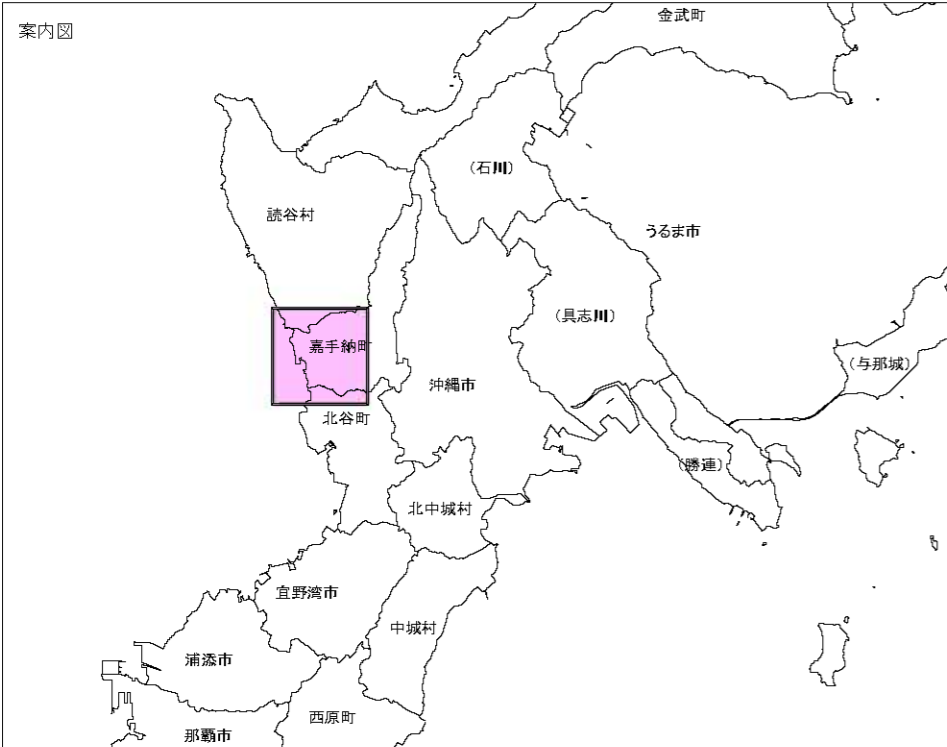 案内図
金武町
(石川)
読谷村
うるま市
(具志川)
嘉手納町
(与那城)
沖縄市
北谷町
(勝連)
北中城村
宜野湾市
中城村
浦添市
西原町
那覇市